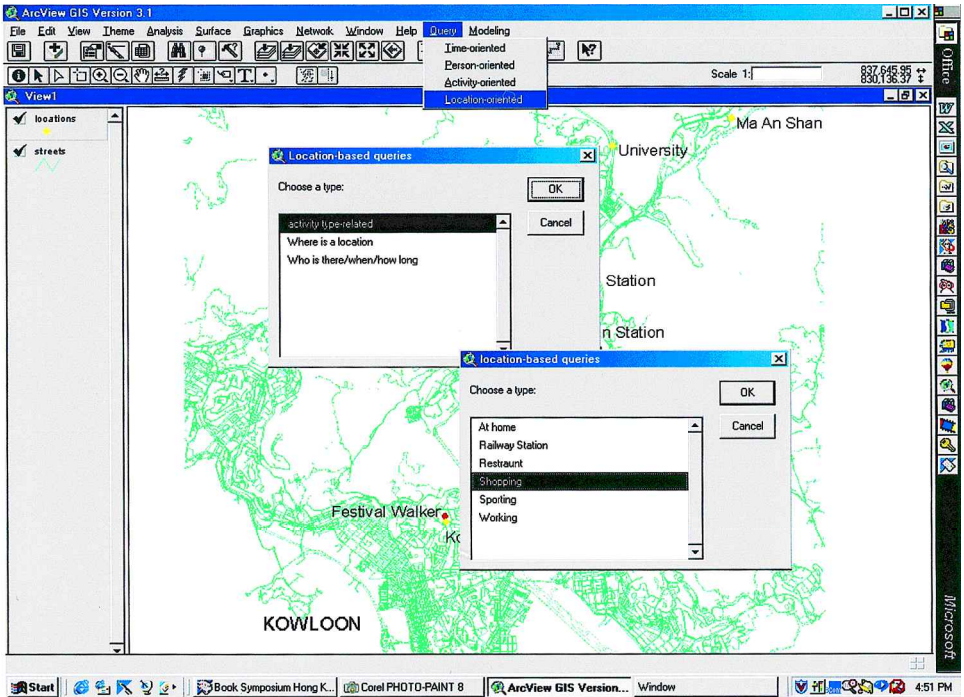 ArcView GIS Version 3.1
File Edit View Theme Analysis Surface Graphics Network Window Help Query Modeling
Time-oriented
Person-oriented
Activity-oriented
Location-oriented
Scale 1:
837,645.95
830,136.37
Office
View1
locations
streets
Ma An Shan
University
Location-based queries
Choose a type:
OK
Cancel
activity type-related
Where is a location
Who is there/when/how long
Station
n Station
location-based queries
Choose a type:
OK
Cancel
At home
Railway Station
Restraunt
Shopping
Sporting
Working
Festival Walker
Ko
KOWLOON
Microsoft
Start
Book Symposium Hong K...
Corel PHOTO-PAINT 8
ArcView GIS Version...
Window
4:51 PM